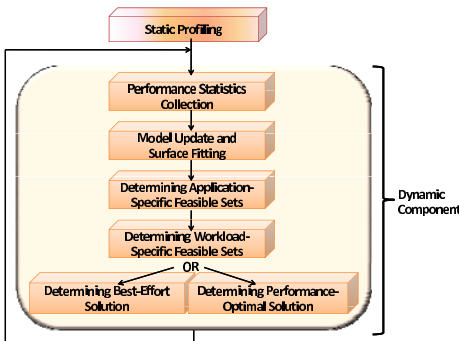 Static Profiling
Performance Statistics
Collection
Model Update and
Surface Fitting
Determining Application-
Specific Feasible Sets
Determining Workload-
Specific Feasible Sets
OR
Determining Best-Effort
Solution
Determining Performance-
Optimal Solution
Dynamic
Component